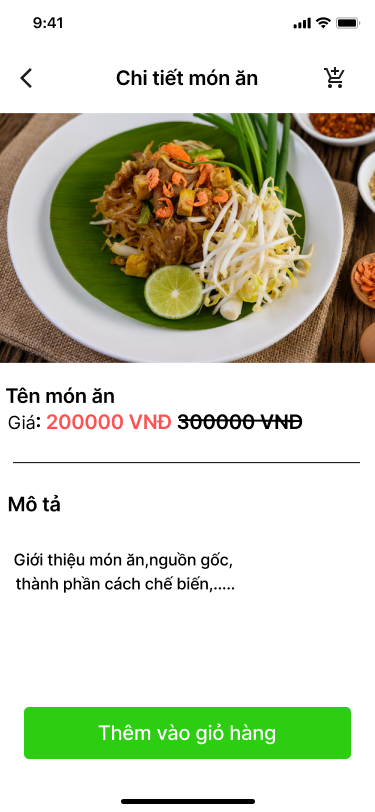 9:41
Chi tiết món ăn
Tên món ăn
Giá: 200000 VNĐ 300000 VNĐ
Mô tả
Giới thiệu món ăn,nguồn gốc,
thành phần cách chế biến,.....
Thêm vào giỏ hàng